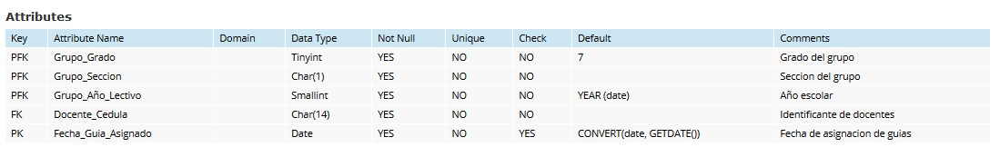 Attributes
Key Attribute Name Domain Data Type Not Null Unique Check Default Comments
PFK Grupo_Grado Tinyint YES NO NO 7 Grado del grupo
PFK Grupo_Seccion Char(1) YES NO NO Seccion del grupo
PFK Grupo_Año_Lectivo Smallint YES NO NO YEAR (date) Año escolar
FK Docente_Cedula Char(14) YES NO NO Identificante de docentes
PK Fecha_Guia_Asignado Date YES NO YES CONVERT(date, GETDATE()) Fecha de asignacion de guias